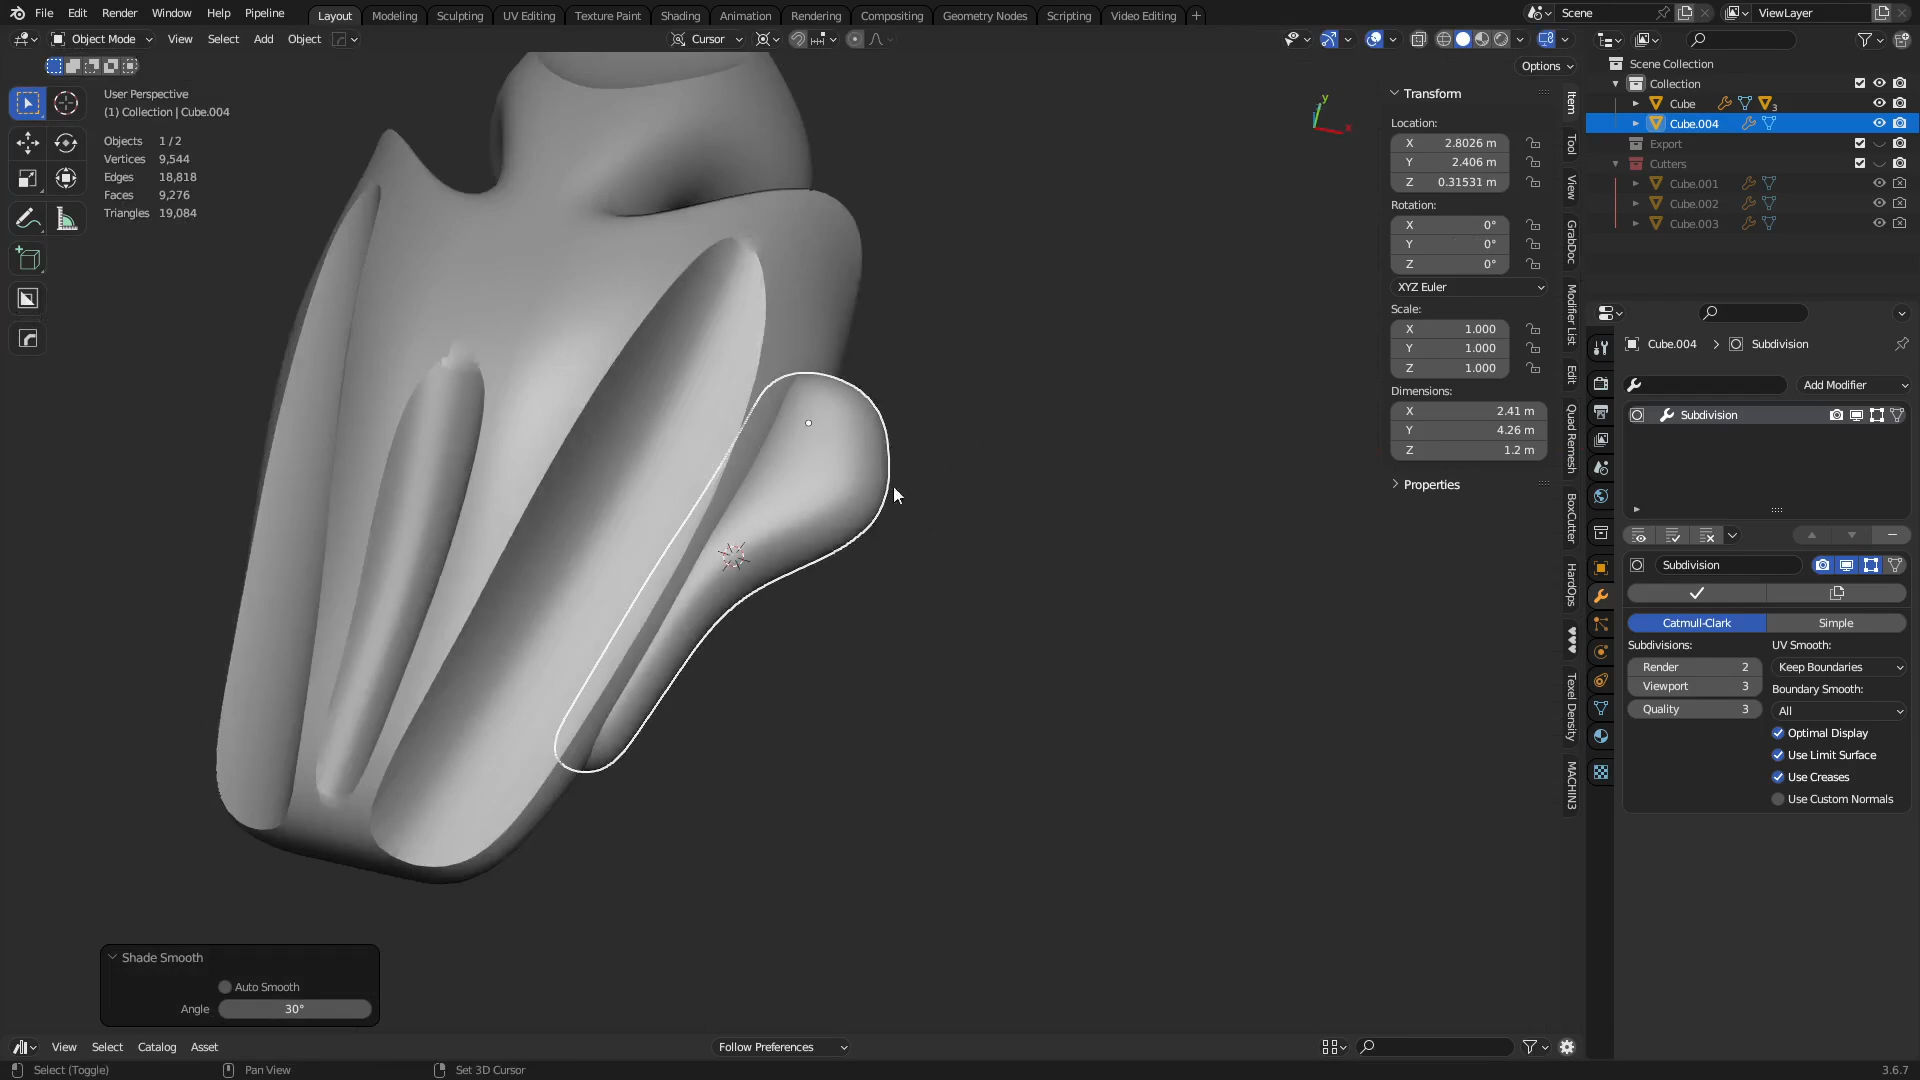 File Edit Render Window Help Pipeline Layout Modeling Sculpting UV Editing Texture Paint Shading Animation Rendering Compositing Geometry Nodes Scripting Video Editing + Scene ViewLayer
Object Mode View Select Add Object Cursor
Options
User Perspective
(1) Collection | Cube.004
Objects 1 / 2
Vertices 9,544
Edges 18,818
Faces 9,276
Triangles 19,084
y
x
Transform
Location:
X 2.8026 m
Y 2.406 m
Z 0.31531 m
Rotation:
X 0°
Y 0°
Z 0°
XYZ Euler
Scale:
X 1.000
Y 1.000
Z 1.000
Dimensions:
X 2.41 m
Y 4.26 m
Z 1.2 m
Properties
Item
Tool
View
GrabDoc
Modifier List
Edit
Quad Remesh
BoxCutter
HardOps
♥♥♥
Texel Density
MACHIN3
Scene Collection
Collection
Cube 3
Cube.004
Export
Cutters
Cube.001
Cube.002
Cube.003
Cube.004 > Subdivision
Add Modifier
Subdivision
Subdivision
Catmull-Clark Simple
Subdivisions: UV Smooth:
Render 2 Keep Boundaries
Viewport 3 Boundary Smooth:
Quality 3 All
Optimal Display
Use Limit Surface
Use Creases
Use Custom Normals
Shade Smooth
Auto Smooth
Angle 30°
View Select Catalog Asset Follow Preferences
Select (Toggle) Pan View Set 3D Cursor 3.6.7